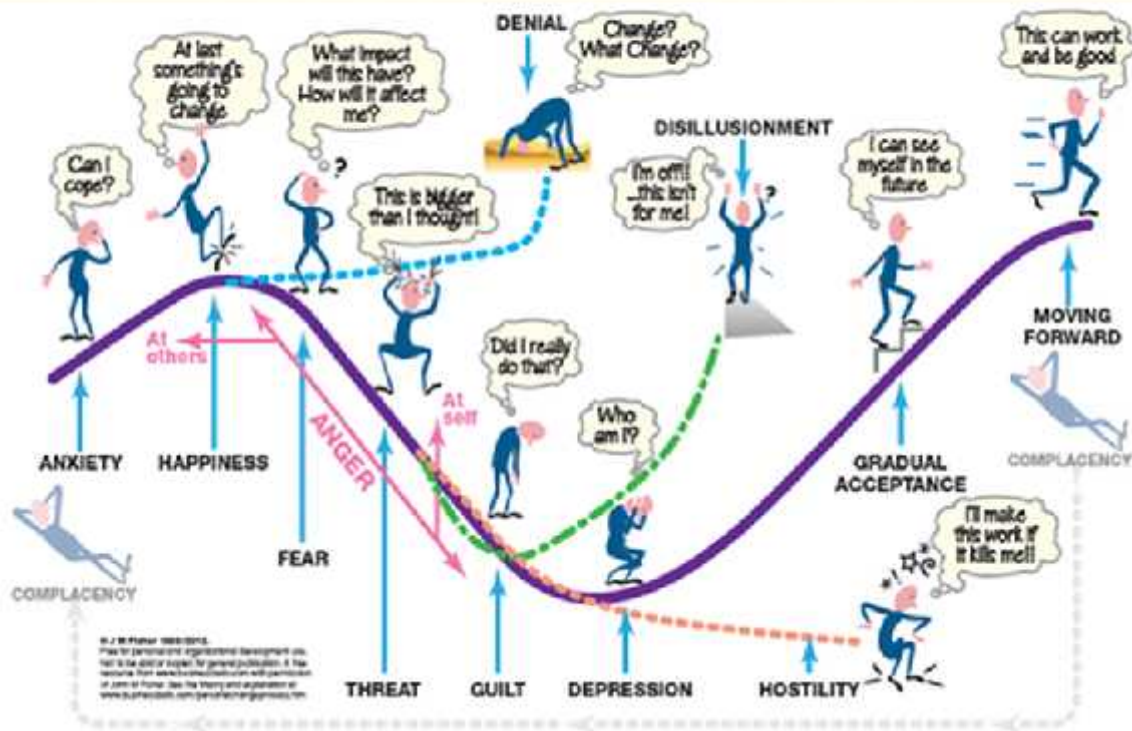 DENIAL
Change?
What Change?
This can work
and be good
At last
something's
going to
change
What impact
will this have?
How will it affect
me?
?
DISILLUSIONMENT
Can I
cope?
This is bigger
than I thought!
I'm off!!
...this isn't
for me!
?
I can see
myself in the
future
At
others
MOVING
FORWARD
Did I really
do that?
At
self
Who
am I?
ANGER
ANXIETY
HAPPINESS
GRADUAL
ACCEPTANCE
COMPLACENCY
FEAR
I'll make
this work if
it kills me!!
COMPLACENCY
THREAT
GUILT
DEPRESSION
HOSTILITY